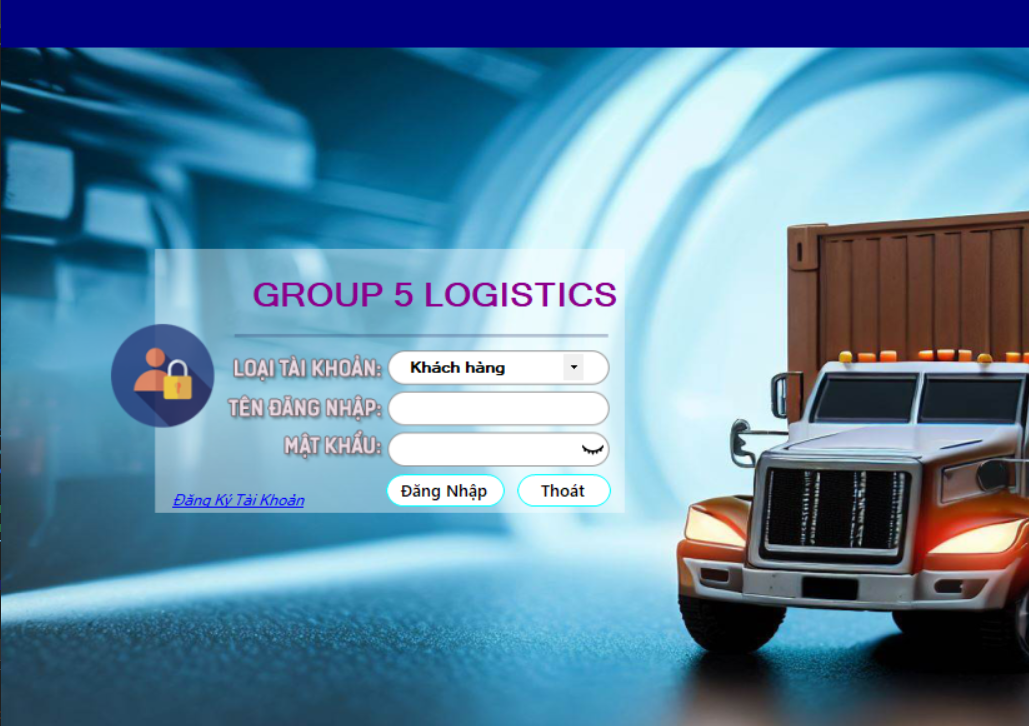 GROUP 5 LOGISTICS
LOẠI TÀI KHOẢN: Khách hàng
TÊN ĐĂNG NHẬP:
MẬT KHẨU:
Đăng Nhập Thoát
Đăng Ký Tài Khoản